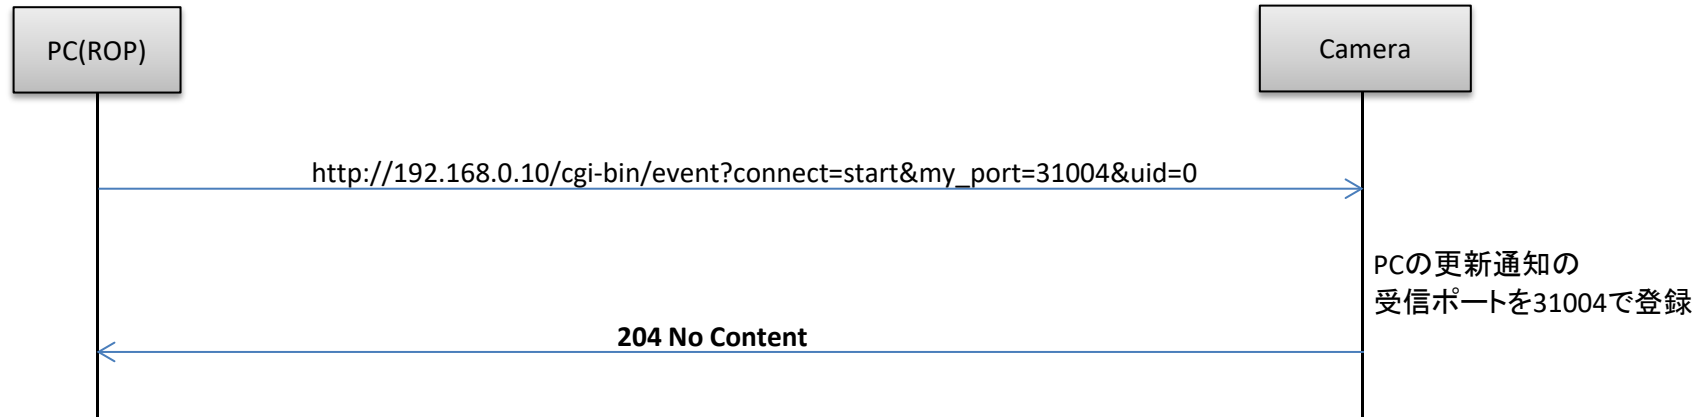 PC(ROP)
Camera
http://192.168.0.10/cgi-bin/event?connect=start&my_port=31004&uid=0
PCの更新通知の
受信ポートを31004で登録
204 No Content